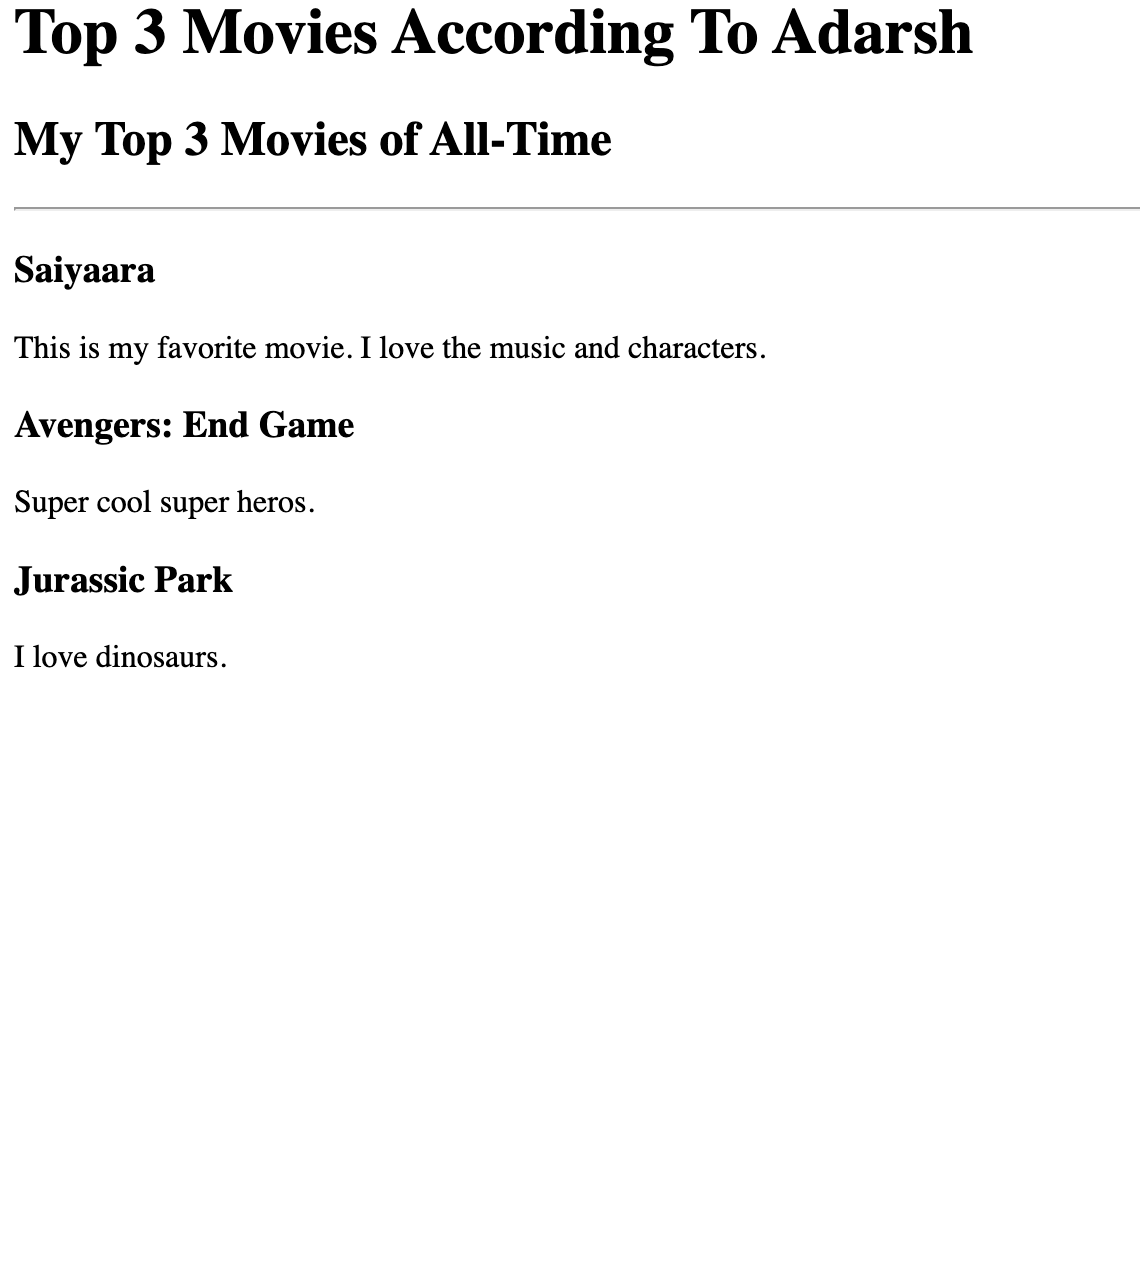 Top 3 Movies According To Adarsh
My Top 3 Movies of All-Time
Saiyaara
This is my favorite movie. I love the music and characters.
Avengers: End Game
Super cool super heros.
Jurassic Park
I love dinosaurs.